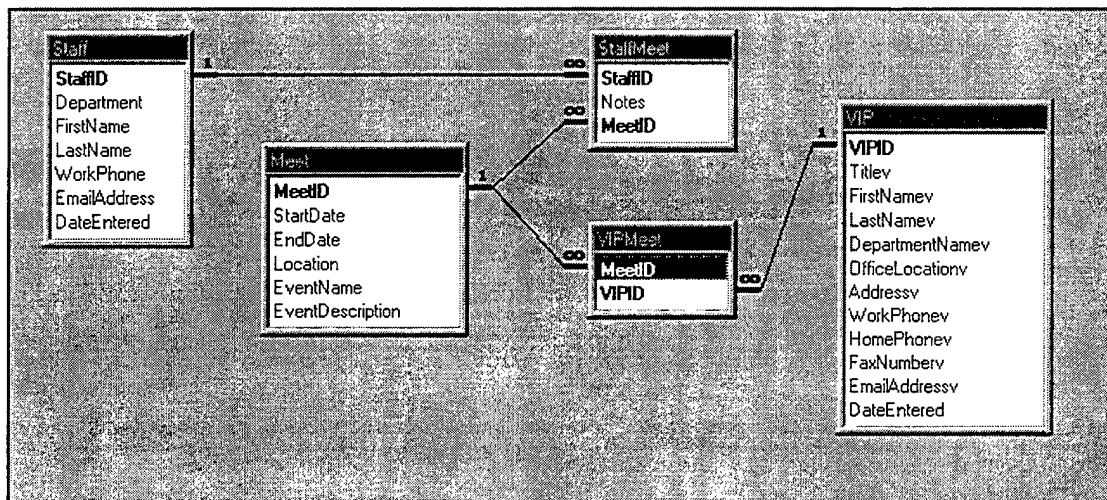 Staff
StaffID
Department
FirstName
LastName
WorkPhone
EmailAddress
DateEntered
1
∞
StaffMeet
StaffID
Notes
MeetID
∞
Meet
MeetID
StartDate
EndDate
Location
EventName
EventDescription
1
∞
VIPMeet
MeetID
VIPID
∞
1
VIP
VIPID
Titlev
FirstNamev
LastNamev
DepartmentNamev
OfficeLocationv
Addressv
WorkPhonev
HomePhonev
FaxNumberv
EmailAddressv
DateEntered